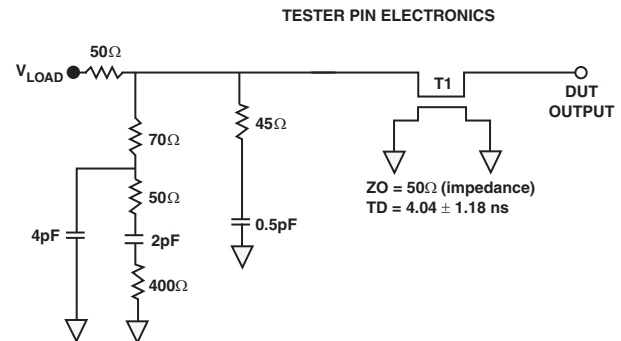 TESTER PIN ELECTRONICS
50Ω
VLOAD
T1
DUT
OUTPUT
45Ω
70Ω
50Ω
ZO = 50Ω (impedance)
TD = 4.04 ± 1.18 ns
0.5pF
4pF
2pF
400Ω